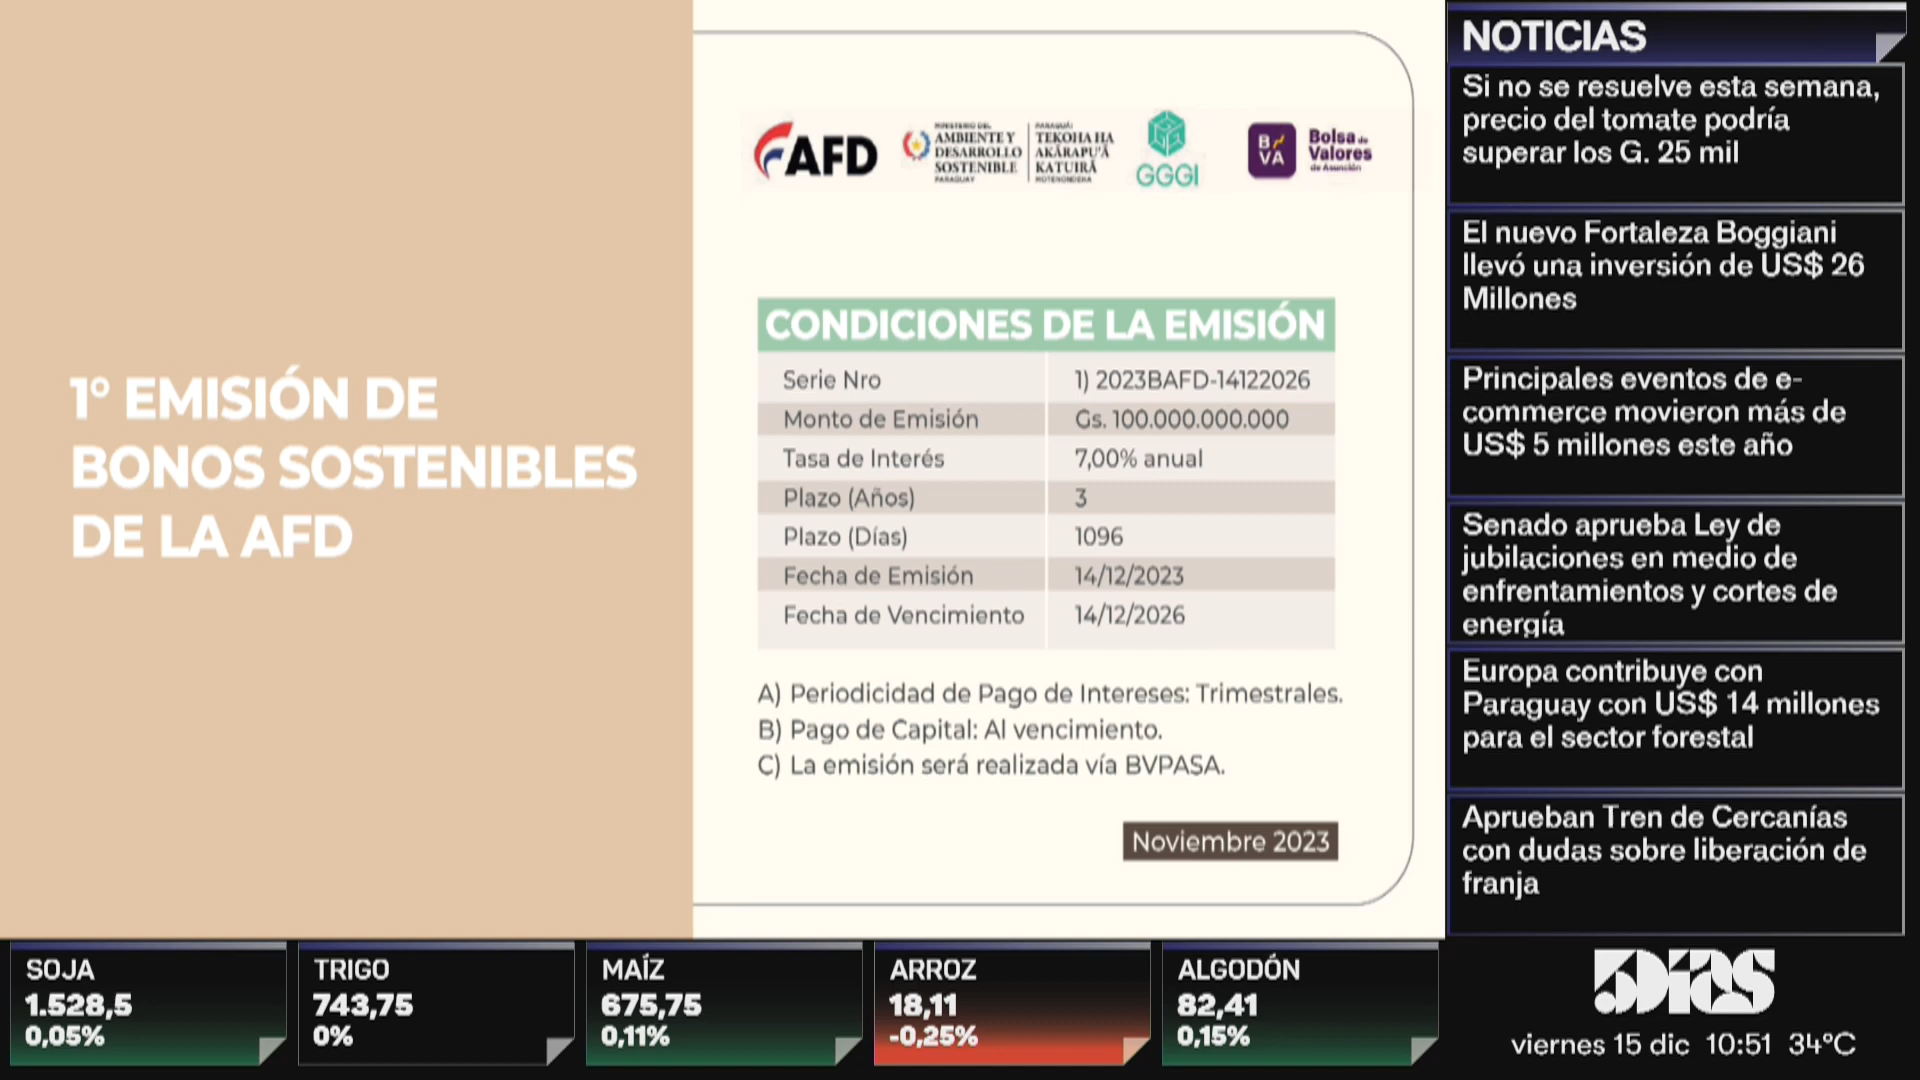 1° EMISIÓN DE
BONOS SOSTENIBLES
DE LA AFD
AFD
MINISTERIO DEL
AMBIENTE Y
DESARROLLO
SOSTENIBLE
PARAGUAY
PARAGUÁI
TEKOHA HA
AKÃRAPU'Ã
KATUIRÃ
MOTENONDEHA
GGGI
BVA
Bolsa de
Valores
de Asunción
CONDICIONES DE LA EMISIÓN
Serie Nro 1) 2023BAFD-14122026
Monto de Emisión Gs. 100.000.000.000
Tasa de Interés 7,00% anual
Plazo (Años) 3
Plazo (Días) 1096
Fecha de Emisión 14/12/2023
Fecha de Vencimiento 14/12/2026
A) Periodicidad de Pago de Intereses: Trimestrales.
B) Pago de Capital: Al vencimiento.
C) La emisión será realizada vía BVPASA.
Noviembre 2023
NOTICIAS
Si no se resuelve esta semana,
precio del tomate podría
superar los G. 25 mil
El nuevo Fortaleza Boggiani
llevó una inversión de US$ 26
Millones
Principales eventos de e-
commerce movieron más de
US$ 5 millones este año
Senado aprueba Ley de
jubilaciones en medio de
enfrentamientos y cortes de
energía
Europa contribuye con
Paraguay con US$ 14 millones
para el sector forestal
Aprueban Tren de Cercanías
con dudas sobre liberación de
franja
SOJA
1.528,5
0,05%
TRIGO
743,75
0%
MAÍZ
675,75
0,11%
ARROZ
18,11
-0,25%
ALGODÓN
82,41
0,15%
5DÍAS
viernes 15 dic 10:51 34°C